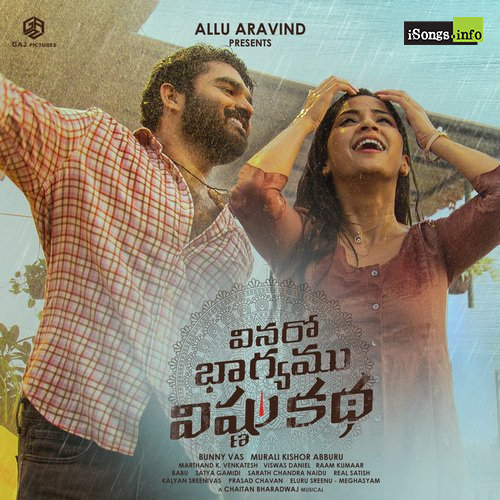 GA2 PICTURES
ALLU ARAVIND
PRESENTS
iSongs.info
వినరో
భాగ్యము
విష్ణు కథ
BUNNY VAS MURALI KISHOR ABBURU
MARTHAND K. VENKATESH VISWAS DANIEL RAAM KUMAAR
BABU SATYA GAMIDI SARATH CHANDRA NAIDU REAL SATISH
KALYAN SREENIVAS PRASAD CHAVAN ELURU SREENU - MEGHASYAM
A CHAITAN BHARADWAJ MUSICAL